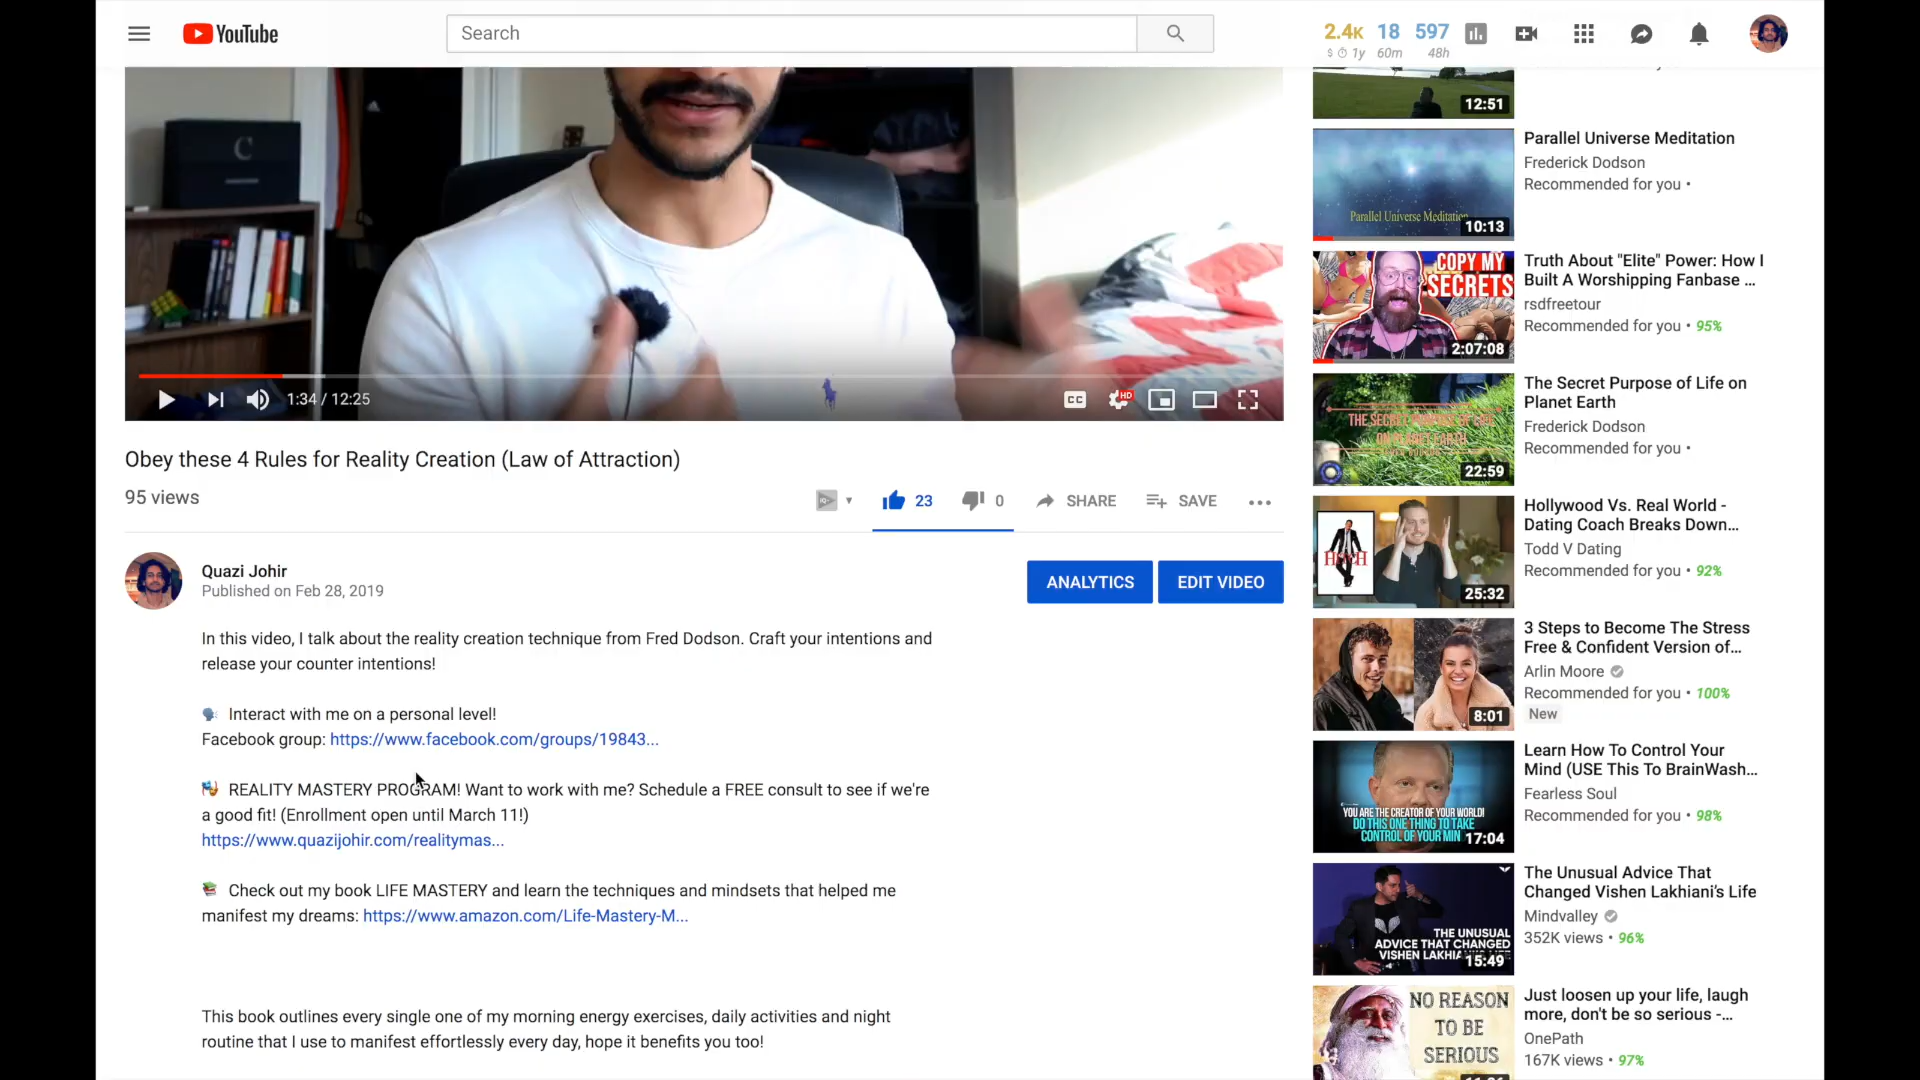 YouTube
Search
2.4K 18 597
$ 1y 60m 48h
C
1:34 / 12:25
CC
HD
Obey these 4 Rules for Reality Creation (Law of Attraction)
95 views
23
0
SHARE
SAVE
Quazi Johir
Published on Feb 28, 2019
ANALYTICS
EDIT VIDEO
In this video, I talk about the reality creation technique from Fred Dodson. Craft your intentions and
release your counter intentions!
Interact with me on a personal level!
Facebook group: https://www.facebook.com/groups/19843...
REALITY MASTERY PROGRAM! Want to work with me? Schedule a FREE consult to see if we're
a good fit! (Enrollment open until March 11!)
https://www.quazijohir.com/realitymas...
Check out my book LIFE MASTERY and learn the techniques and mindsets that helped me
manifest my dreams: https://www.amazon.com/Life-Mastery-M...
This book outlines every single one of my morning energy exercises, daily activities and night
routine that I use to manifest effortlessly every day, hope it benefits you too!
12:51
Parallel Universe Meditation
10:13
Parallel Universe Meditation
Frederick Dodson
Recommended for you •
COPY MY
SECRETS
2:07:08
Truth About "Elite" Power: How I
Built A Worshipping Fanbase ...
rsdfreetour
Recommended for you • 95%
THE SECRET PURPOSE OF LIFE
ON PLANET EARTH
22:59
The Secret Purpose of Life on
Planet Earth
Frederick Dodson
Recommended for you •
HITCH
25:32
Hollywood Vs. Real World -
Dating Coach Breaks Down...
Todd V Dating
Recommended for you • 92%
8:01
3 Steps to Become The Stress
Free & Confident Version of...
Arlin Moore
Recommended for you • 100%
New
YOU ARE THE CREATOR OF YOUR WORLD!
DO THIS ONE THING TO TAKE
CONTROL OF YOUR MIN
17:04
Learn How To Control Your
Mind (USE This To BrainWash...
Fearless Soul
Recommended for you • 98%
THE UNUSUAL
ADVICE THAT CHANGED
VISHEN LAKHIA
15:49
The Unusual Advice That
Changed Vishen Lakhiani's Life
Mindvalley
352K views • 96%
NO REASON
TO BE
SERIOUS
Just loosen up your life, laugh
more, don't be so serious -...
OnePath
167K views • 97%